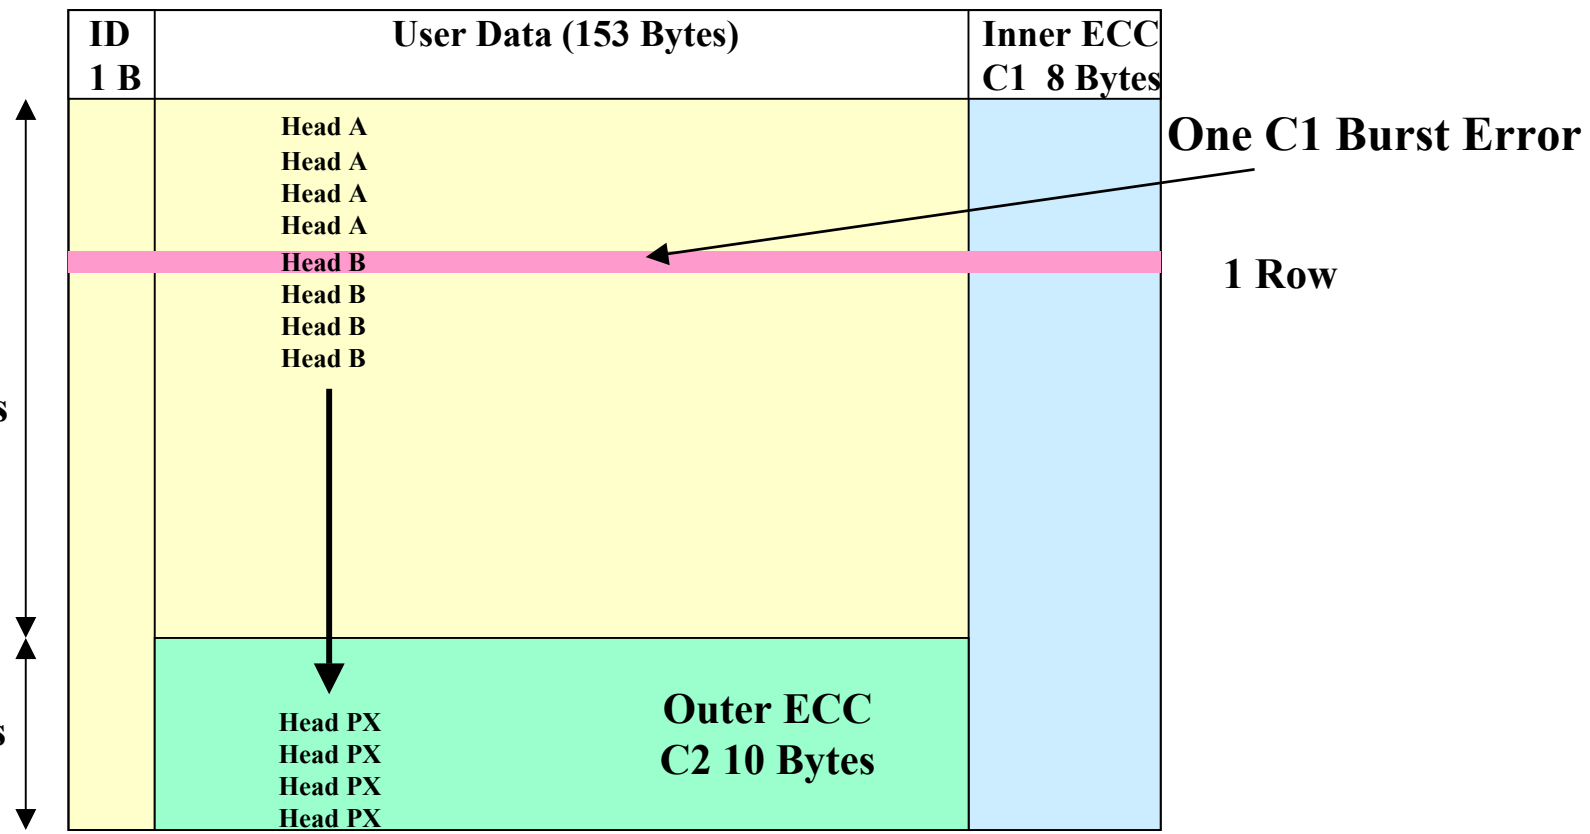 ID
1 B
User Data (153 Bytes)
Inner ECC
C1 8 Bytes
Head A
Head A
Head A
Head A
One C1 Burst Error
Head B
1 Row
Head B
Head B
Head B
s
Outer ECC
C2 10 Bytes
s
Head PX
Head PX
Head PX
Head PX